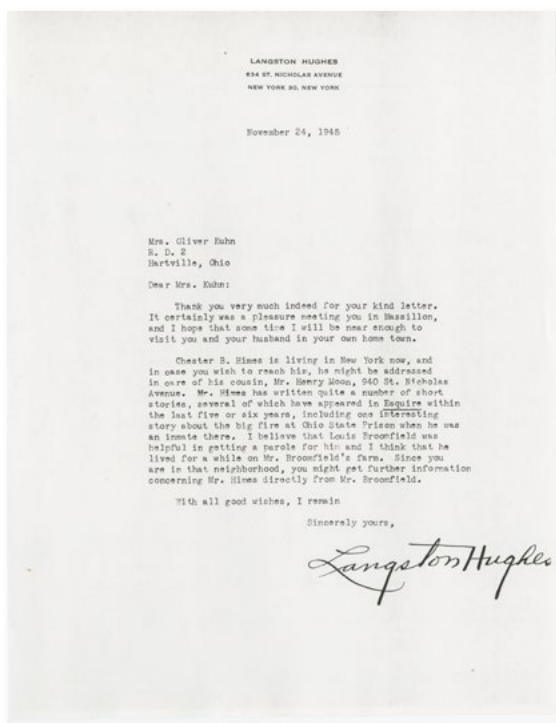 LANGSTON HUGHES
634 ST. NICHOLAS AVENUE
NEW YORK 30, NEW YORK
November 24, 1945
Mrs. Oliver Kuhn
R. D. 2
Hartville, Ohio
Dear Mrs. Kuhn:
Thank you very much indeed for your kind letter.
It certainly was a pleasure meeting you in Massillon,
and I hope that some time I will be near enough to
visit you and your husband in your own home town.
Chester B. Himes is living in New York now, and
in case you wish to reach him, he might be addressed
in care of his cousin, Mr. Henry Moon, 940 St. Nicholas
Avenue. Mr. Himes has written quite a number of short
stories, several of which have appeared in Esquire within
the last five or six years, including one interesting
story about the big fire at Ohio State Prison when he was
an inmate there. I believe that Louis Broomfield was
helpful in getting a parole for him and I think that he
lived for a while on Mr. Broomfield's farm. Since you
are in that neighborhood, you might get further information
concerning Mr. Himes directly from Mr. Broomfield.
With all good wishes, I remain
Sincerely yours,
Langston Hughes